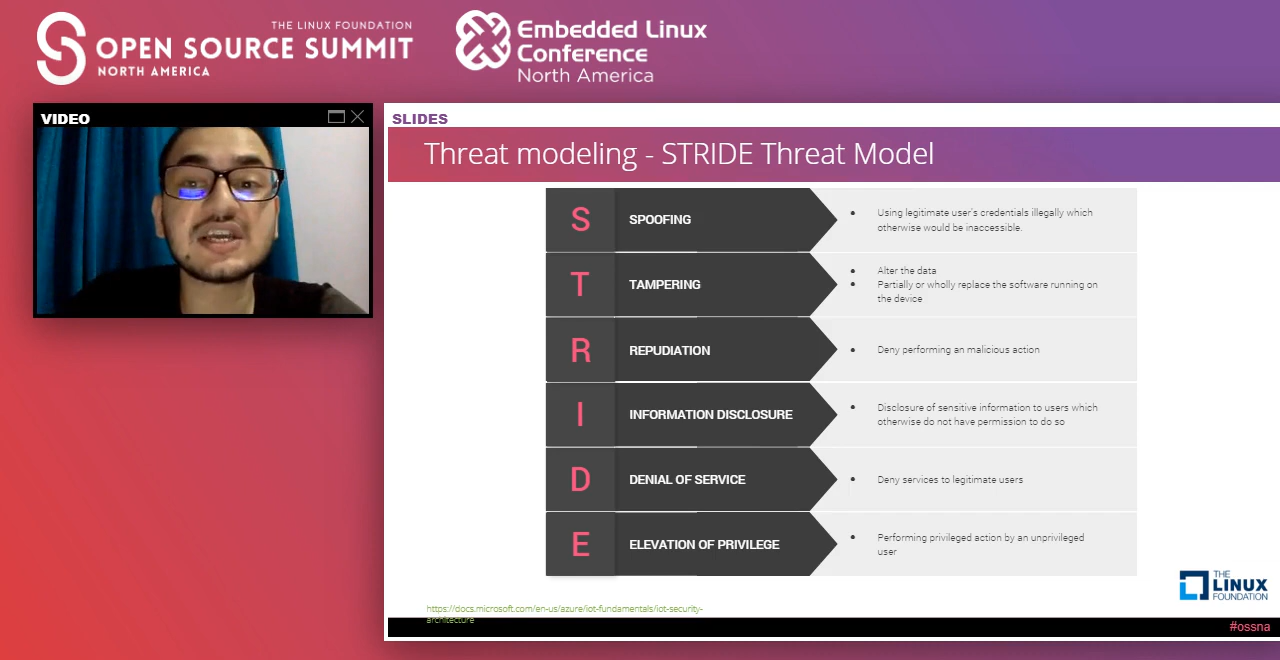 THE LINUX FOUNDATION
OPEN SOURCE SUMMIT
NORTH AMERICA
Embedded Linux
Conference
North America
VIDEO
SLIDES
Threat modeling - STRIDE Threat Model
S
SPOOFING
• Using legitimate user's credentials illegally which
otherwise would be inaccessible.
T
TAMPERING
• Alter the data
• Partially or wholly replace the software running on
the device
R
REPUDIATION
• Deny performing an malicious action
I
INFORMATION DISCLOSURE
• Disclosure of sensitive information to users which
otherwise do not have permission to do so
D
DENIAL OF SERVICE
• Deny services to legitimate users
E
ELEVATION OF PRIVILEGE
• Performing privileged action by an unprivileged
user
THE
LINUX
FOUNDATION
https://docs.microsoft.com/en-us/azure/iot-fundamentals/iot-security-
architecture
#ossna